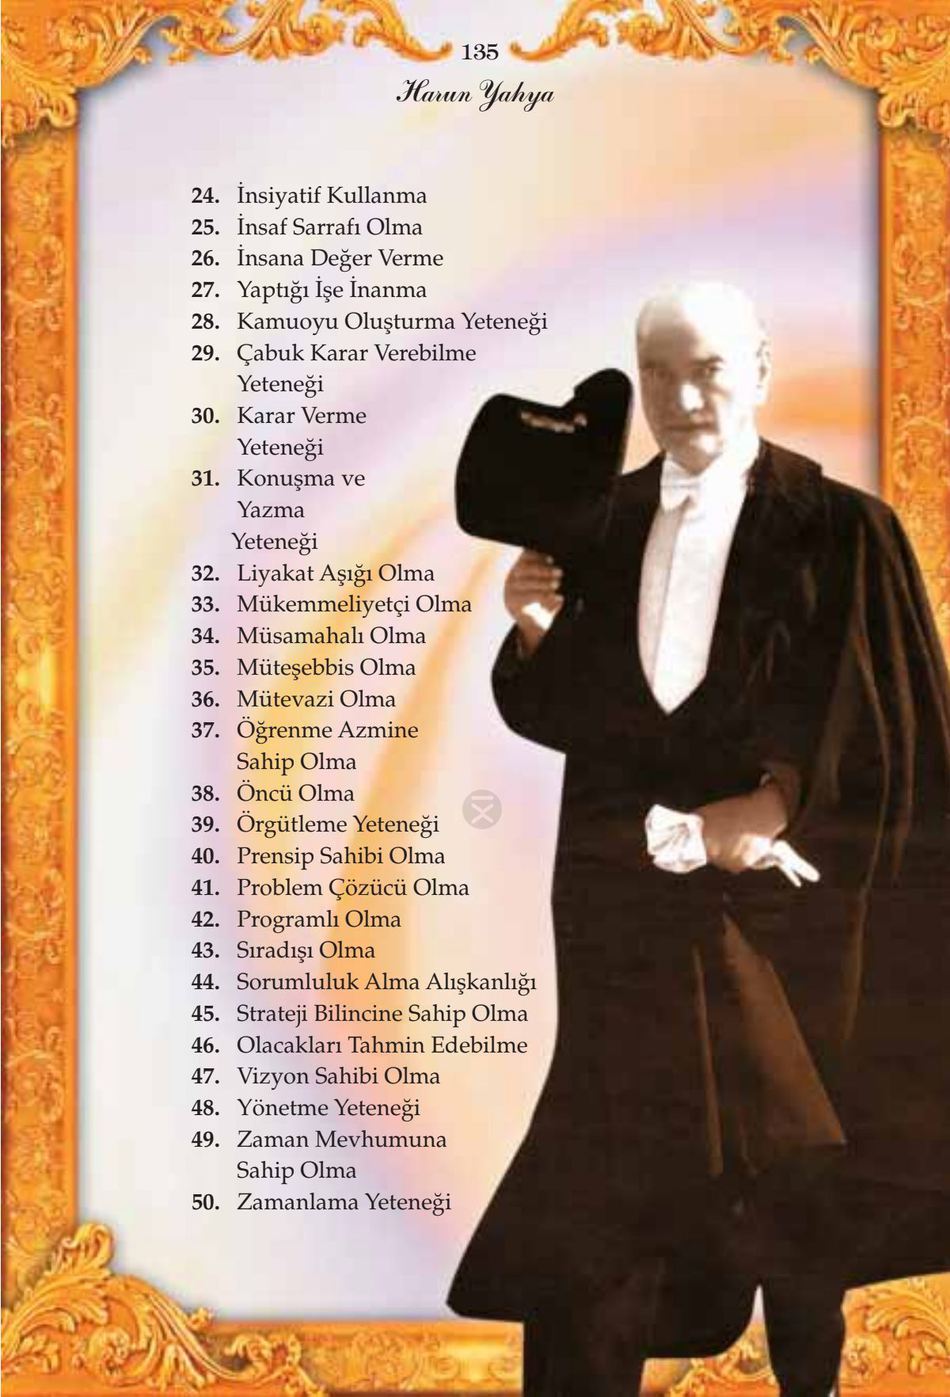 135
Harun Yahya
24. İnsiyatif Kullanma
25. İnsaf Sarrafı Olma
26. İnsana Değer Verme
27. Yaptığı İşe İnanma
28. Kamuoyu Oluşturma Yeteneği
29. Çabuk Karar Verebilme
Yeteneği
30. Karar Verme
Yeteneği
31. Konuşma ve
Yazma
Yeteneği
32. Liyakat Aşığı Olma
33. Mükemmeliyetçi Olma
34. Müsamahalı Olma
35. Müteşebbis Olma
36. Mütevazi Olma
37. Öğrenme Azmine
Sahip Olma
38. Öncü Olma
39. Örgütleme Yeteneği
40. Prensip Sahibi Olma
41. Problem Çözücü Olma
42. Programlı Olma
43. Sıradışı Olma
44. Sorumluluk Alma Alışkanlığı
45. Strateji Bilincine Sahip Olma
46. Olacakları Tahmin Edebilme
47. Vizyon Sahibi Olma
48. Yönetme Yeteneği
49. Zaman Mevhumuna
Sahip Olma
50. Zamanlama Yeteneği